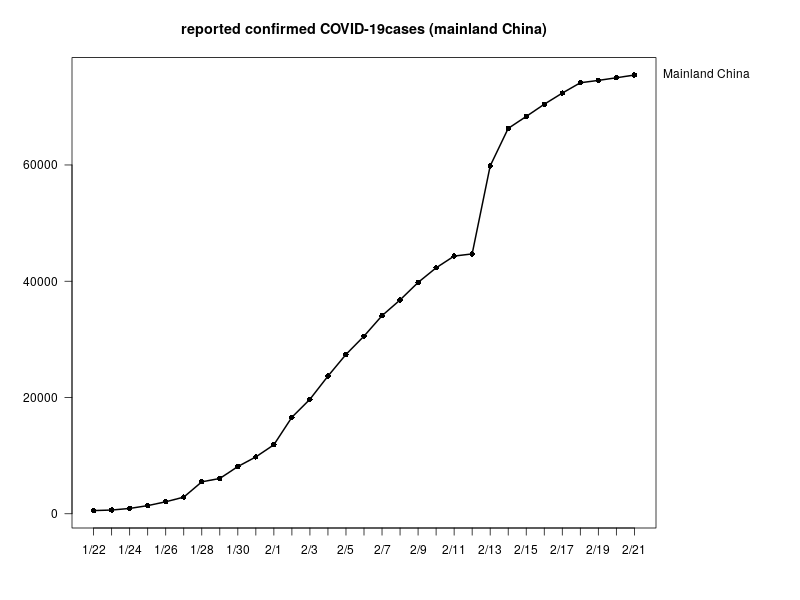 reported confirmed COVID-19cases (mainland China)
Mainland China
60000
40000
20000
0
1/22 1/24 1/26 1/28 1/30 2/1 2/3 2/5 2/7 2/9 2/11 2/13 2/15 2/17 2/19 2/21